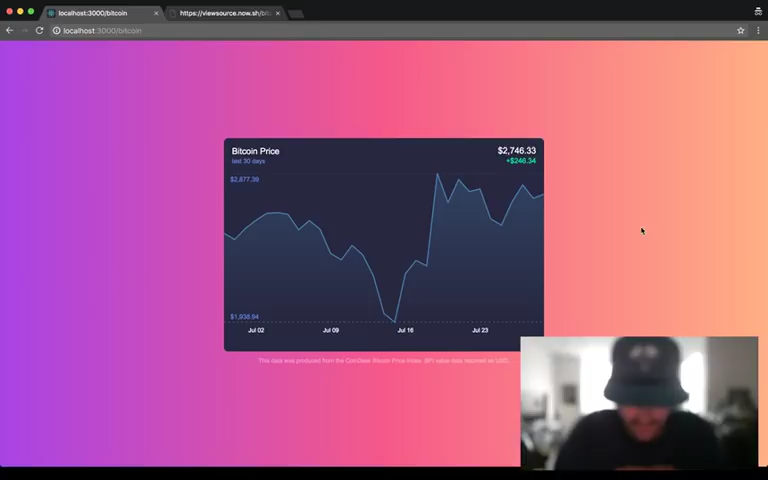 localhost:3000/bitcoin
https://viewsource.now.sh/bit
localhost:3000/bitcoin
Bitcoin Price
$2,746.33
last 30 days
+$246.34
$2,877.39
$1,938.94
Jul 02
Jul 09
Jul 16
Jul 23
This data was produced from the CoinDesk Bitcoin Price Index. BPI value data returned as USD.